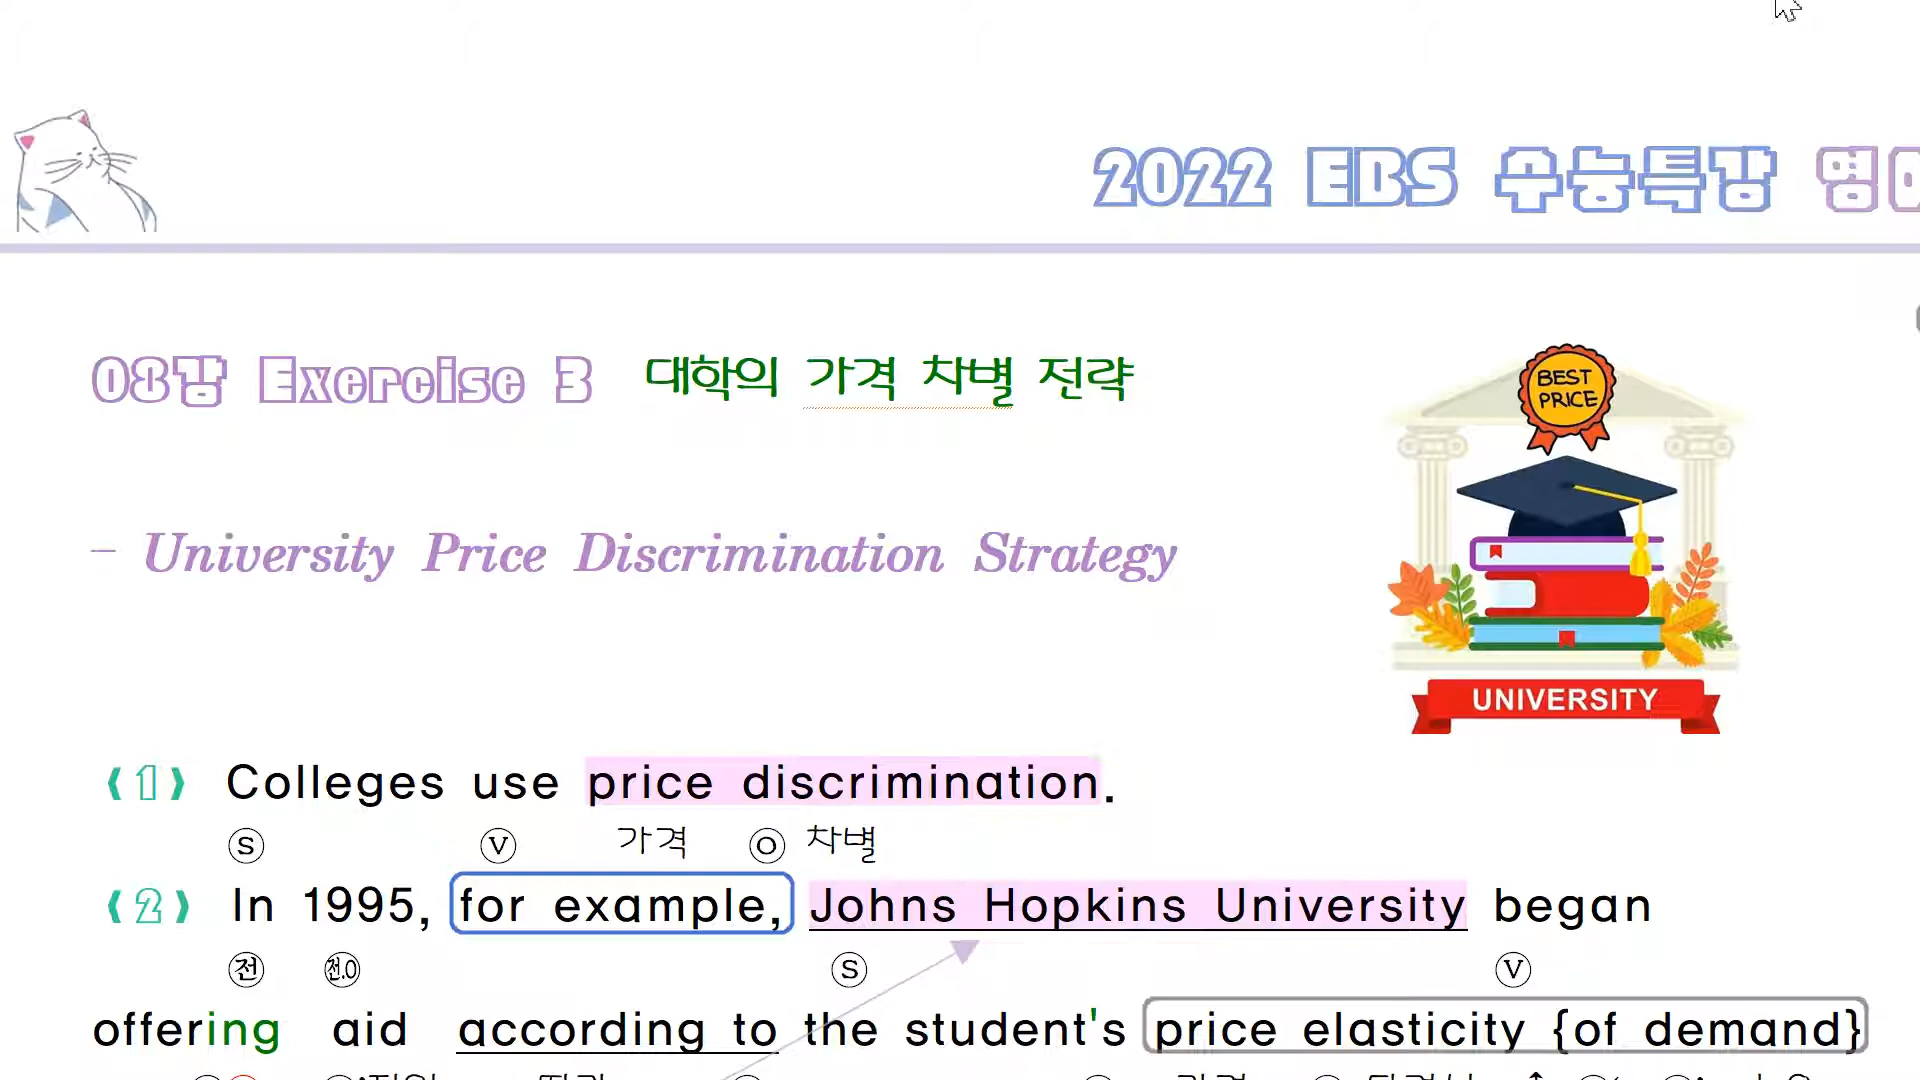 2022 EBS 수능특강 영
08강 Exercise 3 대학의 가격 차별 전략
BEST
PRICE
- University Price Discrimination Strategy
UNIVERSITY
(1) Colleges use price discrimination.
Ⓢ Ⓥ 가격 Ⓞ 차별
(2) In 1995, for example, Johns Hopkins University began
전 전.O Ⓢ Ⓥ
offering aid according to the student's price elasticity {of demand}